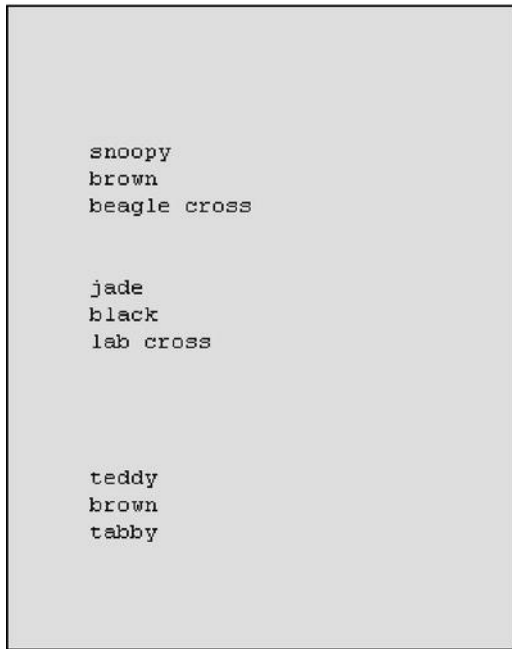 snoopy
brown
beagle cross
jade
black
lab cross
teddy
brown
tabby